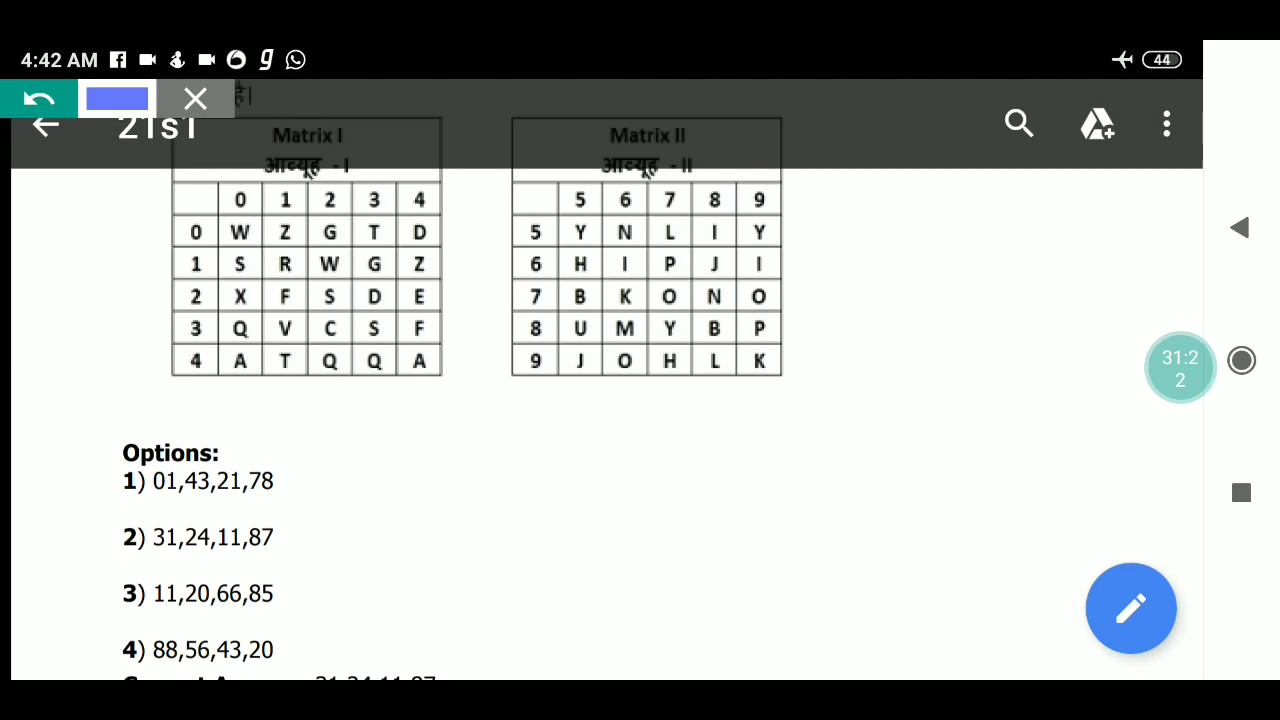 4:42 AM
44
है|
21s1
Matrix I
आव्यूह - I
0 1 2 3 4
0 W Z G T D
1 S R W G Z
2 X F S D E
3 Q V C S F
4 A T Q Q A
Matrix II
आव्यूह - II
5 6 7 8 9
5 Y N L I Y
6 H I P J I
7 B K O N O
8 U M Y B P
9 J O H L K
31:2
2
Options:
1) 01,43,21,78
2) 31,24,11,87
3) 11,20,66,85
4) 88,56,43,20